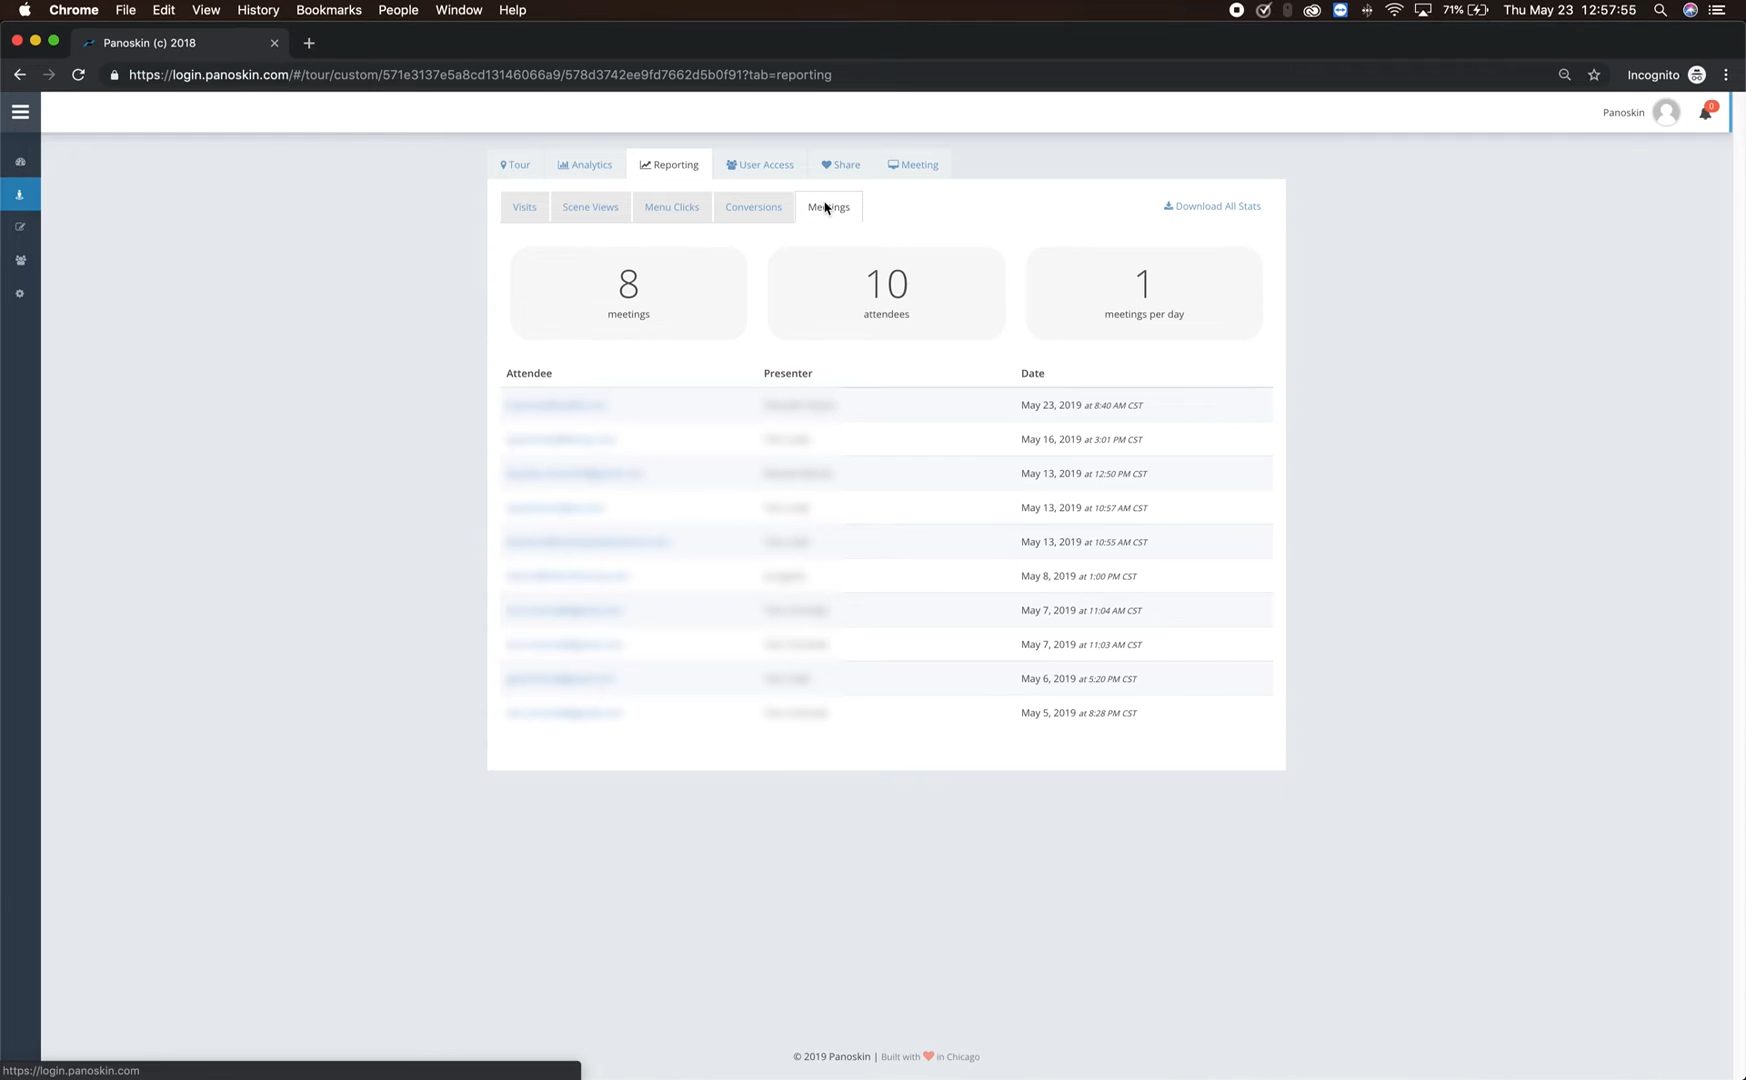 Chrome File Edit View History Bookmarks People Window Help 71% Thu May 23 12:57:55
Panoskin (c) 2018
https://login.panoskin.com/#/tour/custom/571e3137e5a8cd13146066a9/578d3742ee9fd7662d5b0f91?tab=reporting Incognito
Panoskin 0
Tour Analytics Reporting User Access Share Meeting
Visits Scene Views Menu Clicks Conversions Meetings Download All Stats
8 10 1
meetings attendees meetings per day
Attendee Presenter Date
May 23, 2019 at 8:40 AM CST
May 16, 2019 at 3:01 PM CST
May 13, 2019 at 12:50 PM CST
May 13, 2019 at 10:57 AM CST
May 13, 2019 at 10:55 AM CST
May 8, 2019 at 1:00 PM CST
May 7, 2019 at 11:04 AM CST
May 7, 2019 at 11:03 AM CST
May 6, 2019 at 5:20 PM CST
May 5, 2019 at 8:28 PM CST
© 2019 Panoskin | Built with in Chicago
https://login.panoskin.com